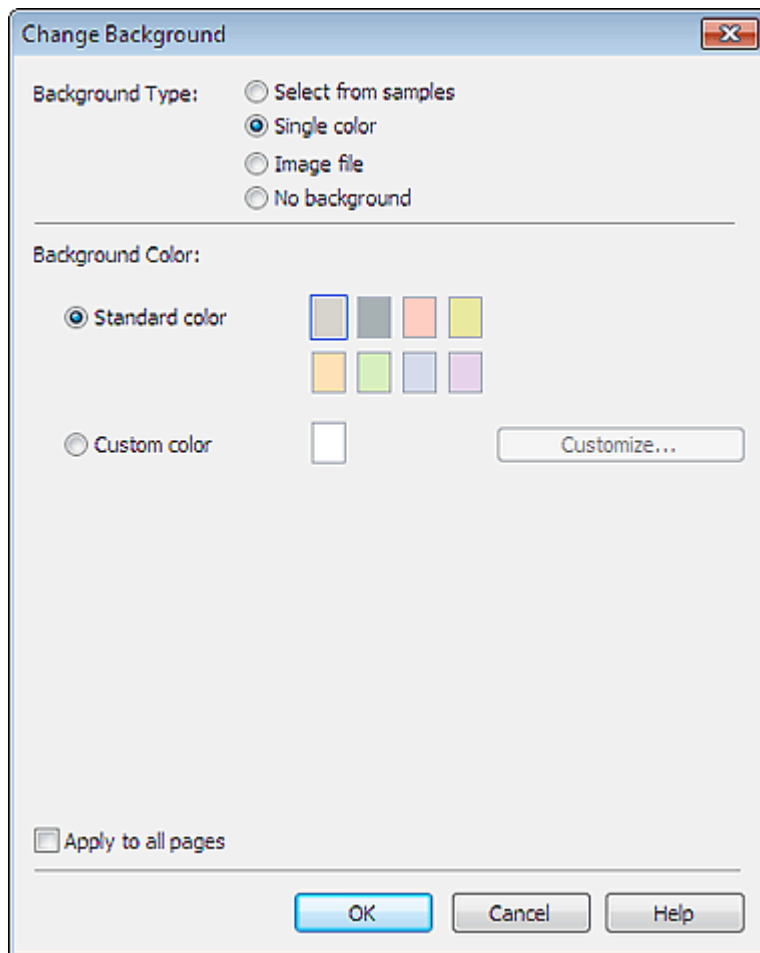 Change Background
Background Type:
Select from samples
Single color
Image file
No background
Background Color:
Standard color
Custom color
Customize...
Apply to all pages
OK
Cancel
Help